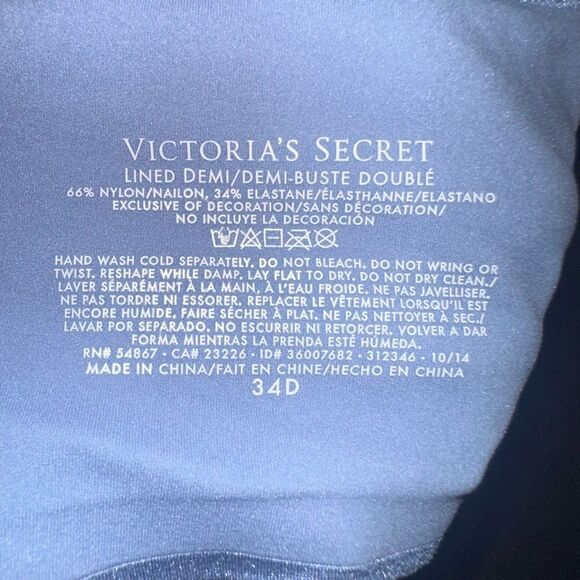 VICTORIA'S SECRET
LINED DEMI/DEMI-BUSTE DOUBLÉ
66% NYLON/NAILON, 34% ELASTANE/ÉLASTHANNE/ELASTANO
EXCLUSIVE OF DECORATION/SANS DÉCORATION/
NO INCLUYE LA DECORACIÓN
HAND WASH COLD SEPARATELY. DO NOT BLEACH. DO NOT WRING OR
TWIST. RESHAPE WHILE DAMP. LAY FLAT TO DRY. DO NOT DRY CLEAN./
LAVER SÉPARÉMENT À LA MAIN, À L'EAU FROIDE. NE PAS JAVELLISER.
NE PAS TORDRE NI ESSORER. REPLACER LE VÊTEMENT LORSQU'IL EST
ENCORE HUMIDE. FAIRE SÉCHER À PLAT. NE PAS NETTOYER À SEC./
LAVAR POR SEPARADO. NO ESCURRIR NI RETORCER. VOLVER A DAR
FORMA MIENTRAS LA PRENDA ESTÉ HÚMEDA.
RN# 54867 • CA# 23226 • ID# 36007682 • 312346 • 10/14
MADE IN CHINA/FAIT EN CHINE/HECHO EN CHINA
34D